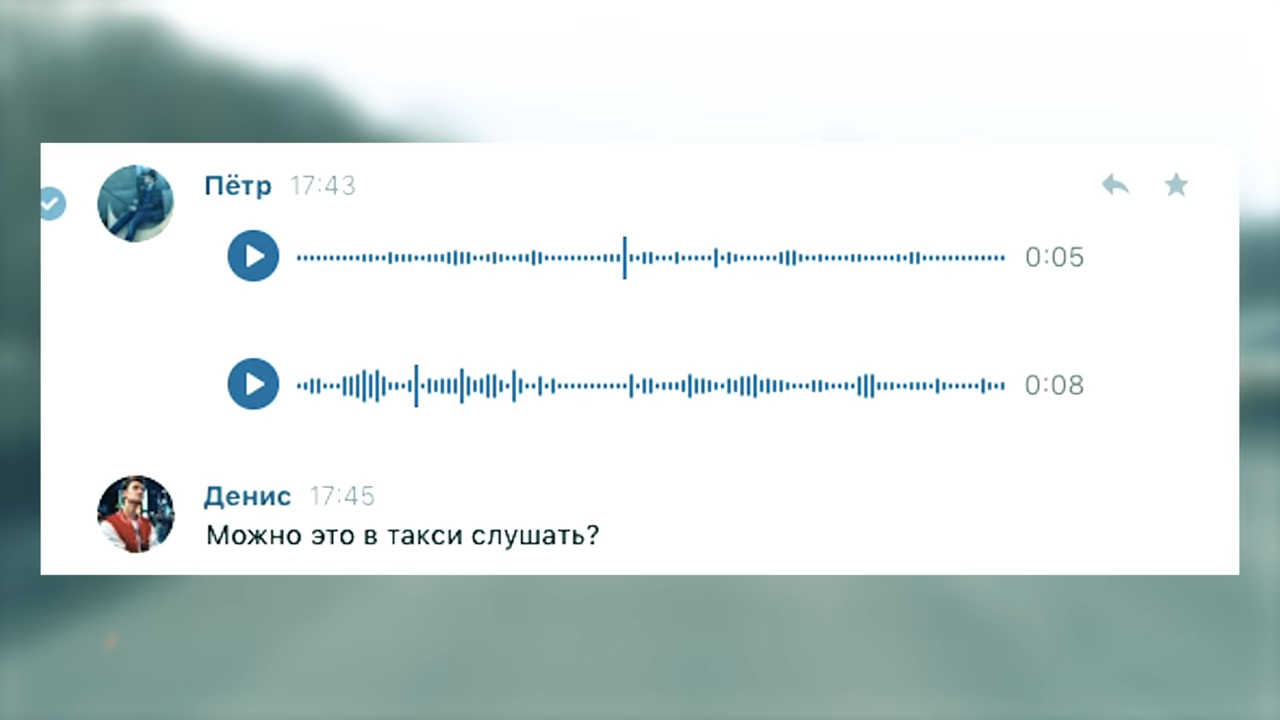 Пётр 17:43
0:05
0:08
Денис 17:45
Можно это в такси слушать?